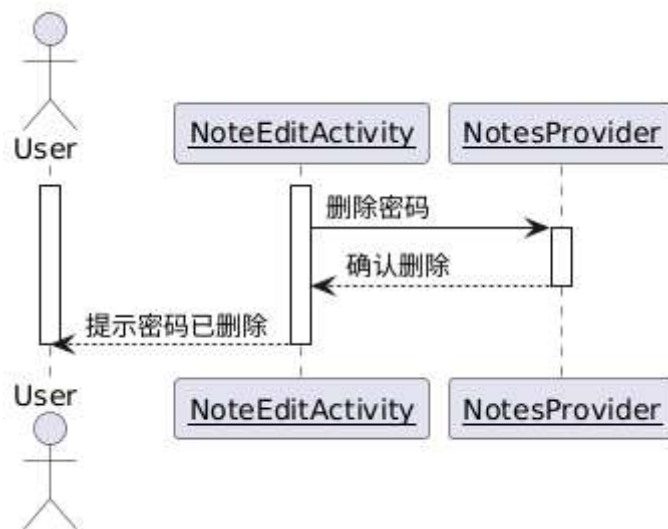 User
NoteEditActivity
NotesProvider
删除密码
确认删除
提示密码已删除
User
NoteEditActivity
NotesProvider